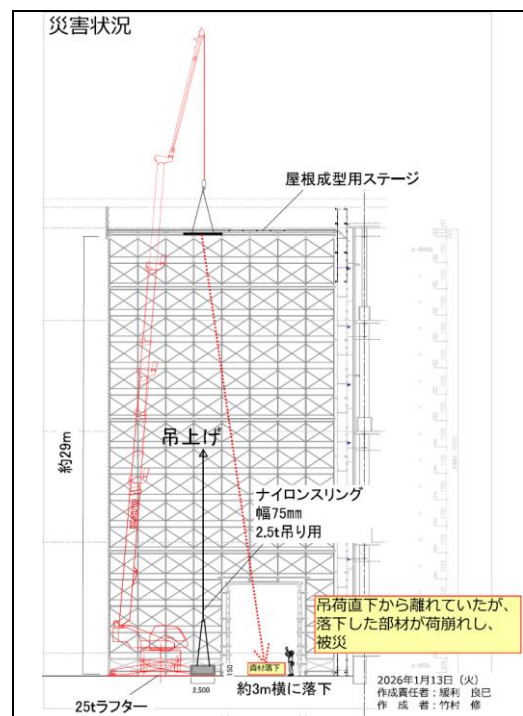 災害状況
屋根成型用ステージ
約29m
吊上げ
ナイロンスリング
幅75mm
2.5t吊り用
吊荷直下から離れていたが、
落下した部材が荷崩れし、
被災
資材落下
150
2,500
約3m横に落下
25tラフター
2026年1月13日（火）
作成責任者：緩利 良巳
作 成 者：竹村 修